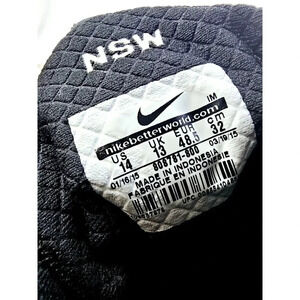 NSW
IM
nikebetterworld.com
US UK EUR cm
14 13 48.5 32
01/16/15 03/19/15
MADE IN INDONESIA
FABRIQUE EN INDONESIE